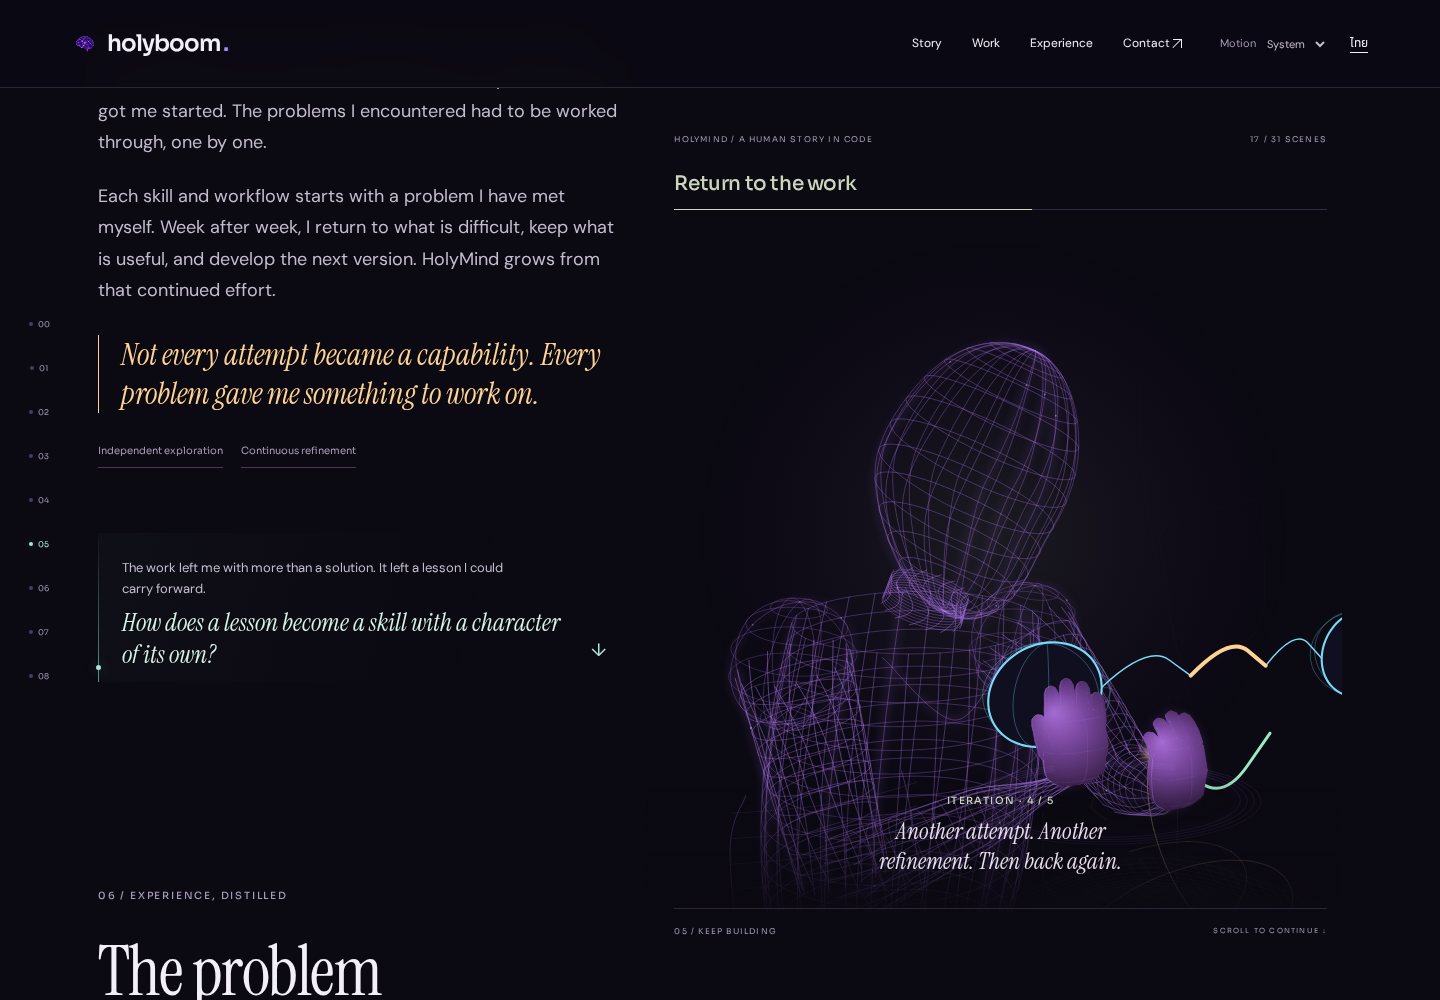 holyboom.
Story
Work
Experience
Contact
Motion
System
ไทย
got me started. The problems I encountered had to be worked
through, one by one.
Each skill and workflow starts with a problem I have met
myself. Week after week, I return to what is difficult, keep what
is useful, and develop the next version. HolyMind grows from
that continued effort.
Not every attempt became a capability. Every
problem gave me something to work on.
Independent exploration
Continuous refinement
The work left me with more than a solution. It left a lesson I could
carry forward.
How does a lesson become a skill with a character
of its own?
06 / EXPERIENCE, DISTILLED
The problem
00
01
02
03
04
05
06
07
08
HOLYMIND / A HUMAN STORY IN CODE
17 / 31 SCENES
Return to the work
ITERATION · 4 / 5
Another attempt. Another
refinement. Then back again.
05 / KEEP BUILDING
SCROLL TO CONTINUE ↓